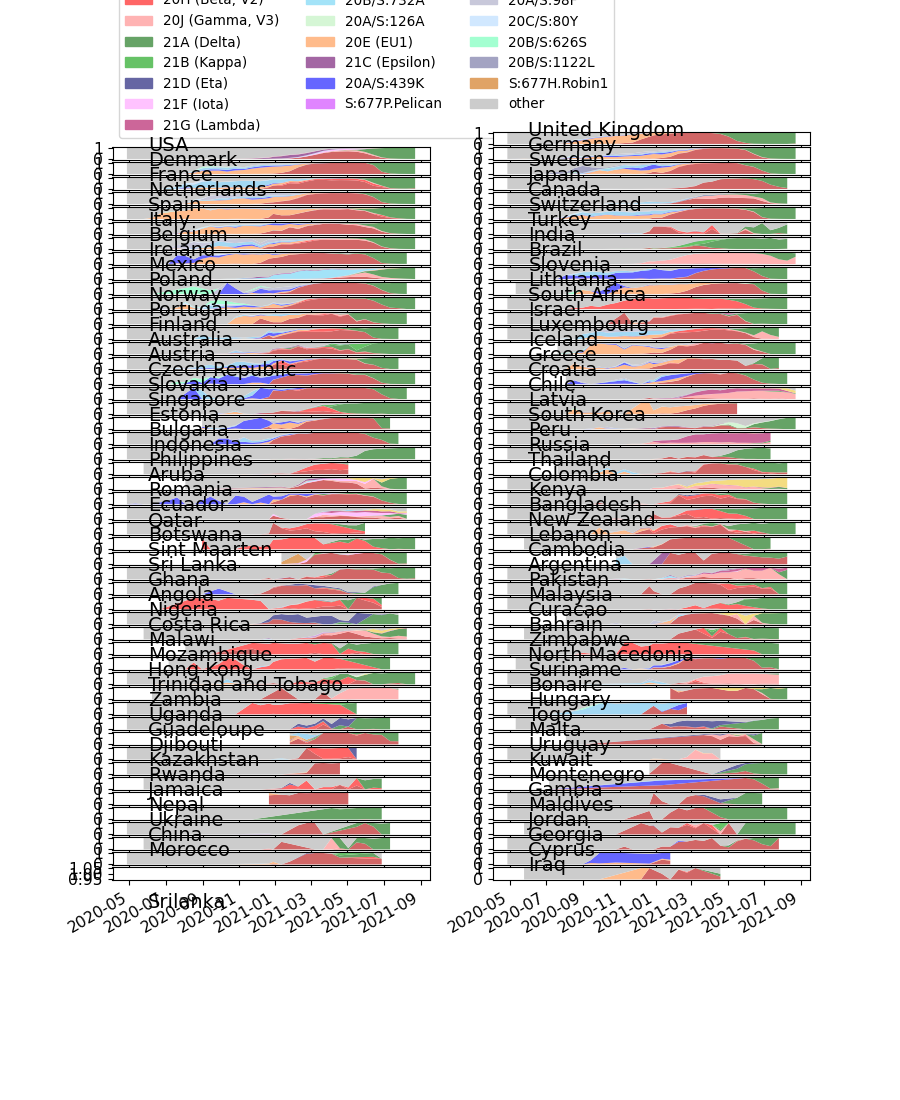 20H (Beta, V2)
20J (Gamma, V3)
21A (Delta)
21B (Kappa)
21D (Eta)
21F (Iota)
21G (Lambda)
20B/S:732A
20A/S:126A
20E (EU1)
21C (Epsilon)
20A/S:439K
S:677P.Pelican
20A/S:98F
20C/S:80Y
20B/S:626S
20B/S:1122L
S:677H.Robin1
other
USA
Denmark
France
Netherlands
Spain
Italy
Belgium
Ireland
Mexico
Poland
Norway
Portugal
Finland
Australia
Austria
Czech Republic
Slovakia
Singapore
Estonia
Bulgaria
Indonesia
Philippines
Aruba
Romania
Ecuador
Qatar
Botswana
Sint Maarten
Sri Lanka
Ghana
Angola
Nigeria
Costa Rica
Malawi
Mozambique
Hong Kong
Trinidad and Tobago
Zambia
Uganda
Guadeloupe
Djibouti
Kazakhstan
Rwanda
Jamaica
Nepal
Ukraine
China
Morocco
1.05
1.00
0.95
Srilanka
2020-05
2020-07
2020-09
2020-11
2021-01
2021-03
2021-05
2021-07
2021-09
United Kingdom
Germany
Sweden
Japan
Canada
Switzerland
Turkey
India
Brazil
Slovenia
Lithuania
South Africa
Israel
Luxembourg
Iceland
Greece
Croatia
Chile
Latvia
South Korea
Peru
Russia
Thailand
Colombia
Kenya
Bangladesh
New Zealand
Lebanon
Cambodia
Argentina
Pakistan
Malaysia
Curacao
Bahrain
Zimbabwe
North Macedonia
Suriname
Bonaire
Hungary
Togo
Malta
Uruguay
Kuwait
Montenegro
Gambia
Maldives
Jordan
Georgia
Cyprus
Iraq
2020-05
2020-07
2020-09
2020-11
2021-01
2021-03
2021-05
2021-07
2021-09